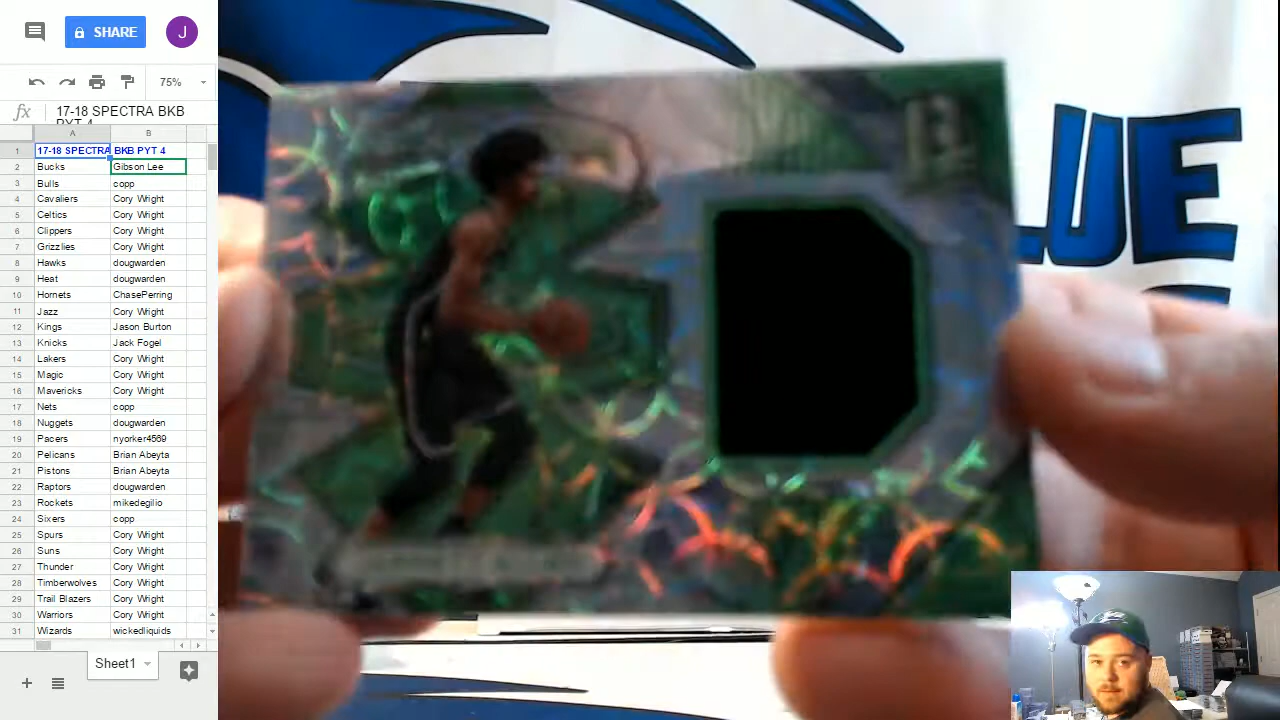 SHARE
J
75%
fx
17-18 SPECTRA BKB
PYT 4
A B
1 17-18 SPECTRA BKB PYT 4
2 Bucks Gibson Lee
3 Bulls copp
4 Cavaliers Cory Wright
5 Celtics Cory Wright
6 Clippers Cory Wright
7 Grizzlies Cory Wright
8 Hawks dougwarden
9 Heat dougwarden
10 Hornets ChasePerring
11 Jazz Cory Wright
12 Kings Jason Burton
13 Knicks Jack Fogel
14 Lakers Cory Wright
15 Magic Cory Wright
16 Mavericks Cory Wright
17 Nets copp
18 Nuggets dougwarden
19 Pacers nyorker4569
20 Pelicans Brian Abeyta
21 Pistons Brian Abeyta
22 Raptors dougwarden
23 Rockets mikedegilio
24 Sixers copp
25 Spurs Cory Wright
26 Suns Cory Wright
27 Thunder Cory Wright
28 Timberwolves Cory Wright
29 Trail Blazers Cory Wright
30 Warriors Cory Wright
31 Wizards wickedliquids
Sheet1